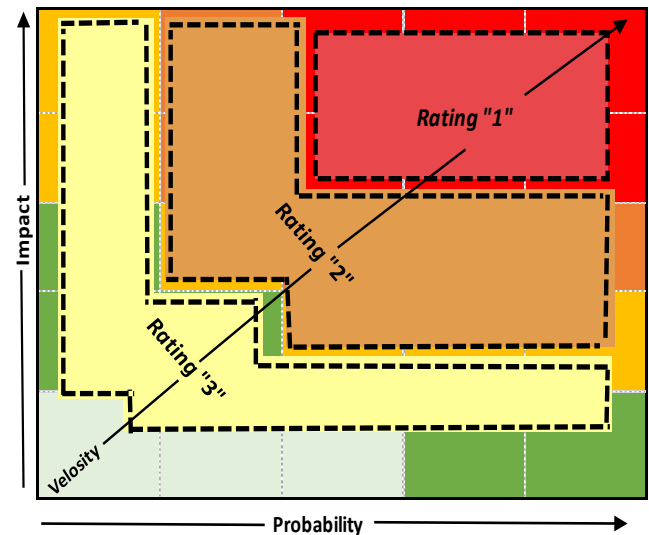 Rating "1"
Impact
Rating "2"
Rating "3"
Velosity
Probability